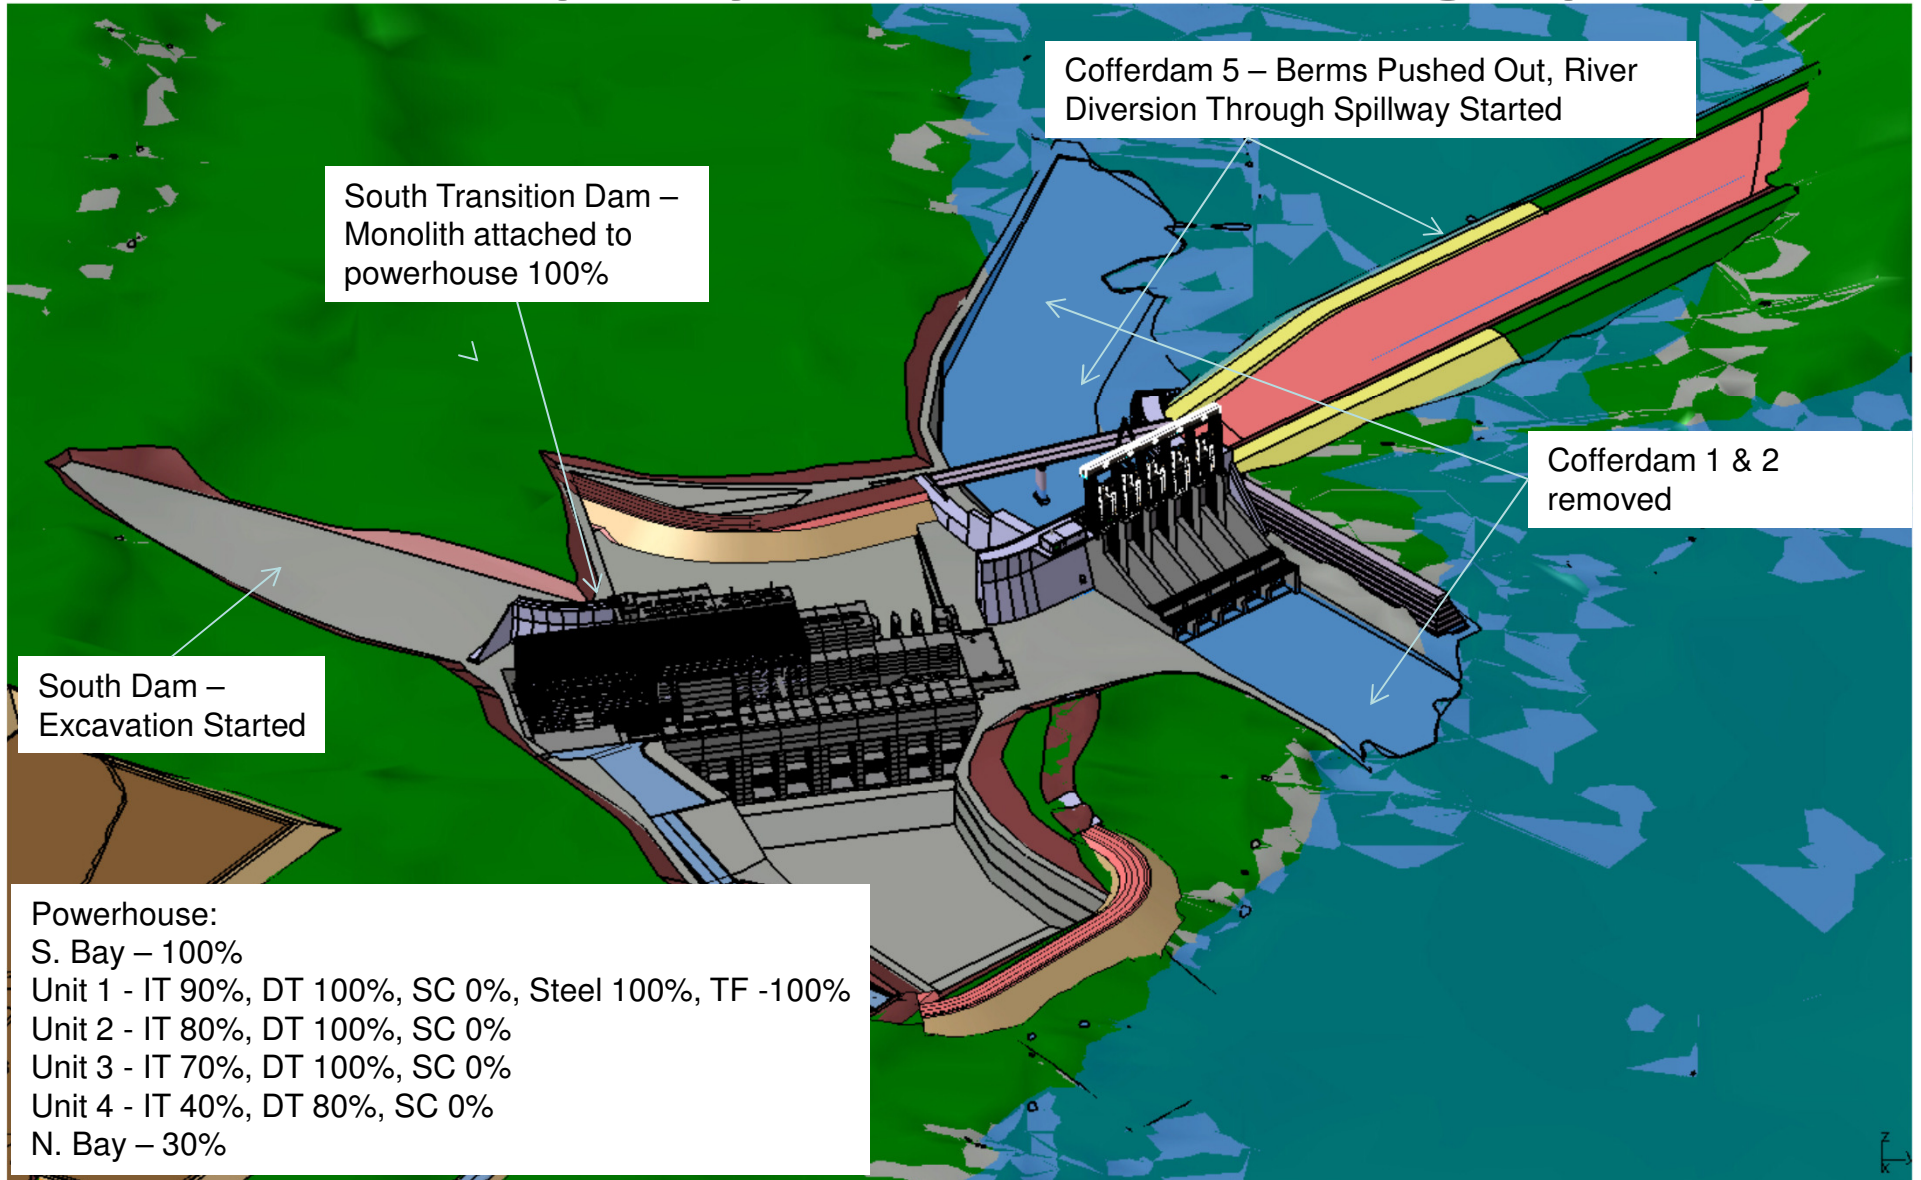 Cofferdam 5 – Berms Pushed Out, River
Diversion Through Spillway Started
South Transition Dam –
Monolith attached to
powerhouse 100%
Cofferdam 1 & 2
removed
South Dam –
Excavation Started
Powerhouse:
S. Bay – 100%
Unit 1 - IT 90%, DT 100%, SC 0%, Steel 100%, TF -100%
Unit 2 - IT 80%, DT 100%, SC 0%
Unit 3 - IT 70%, DT 100%, SC 0%
Unit 4 - IT 40%, DT 80%, SC 0%
N. Bay – 30%
Z
X